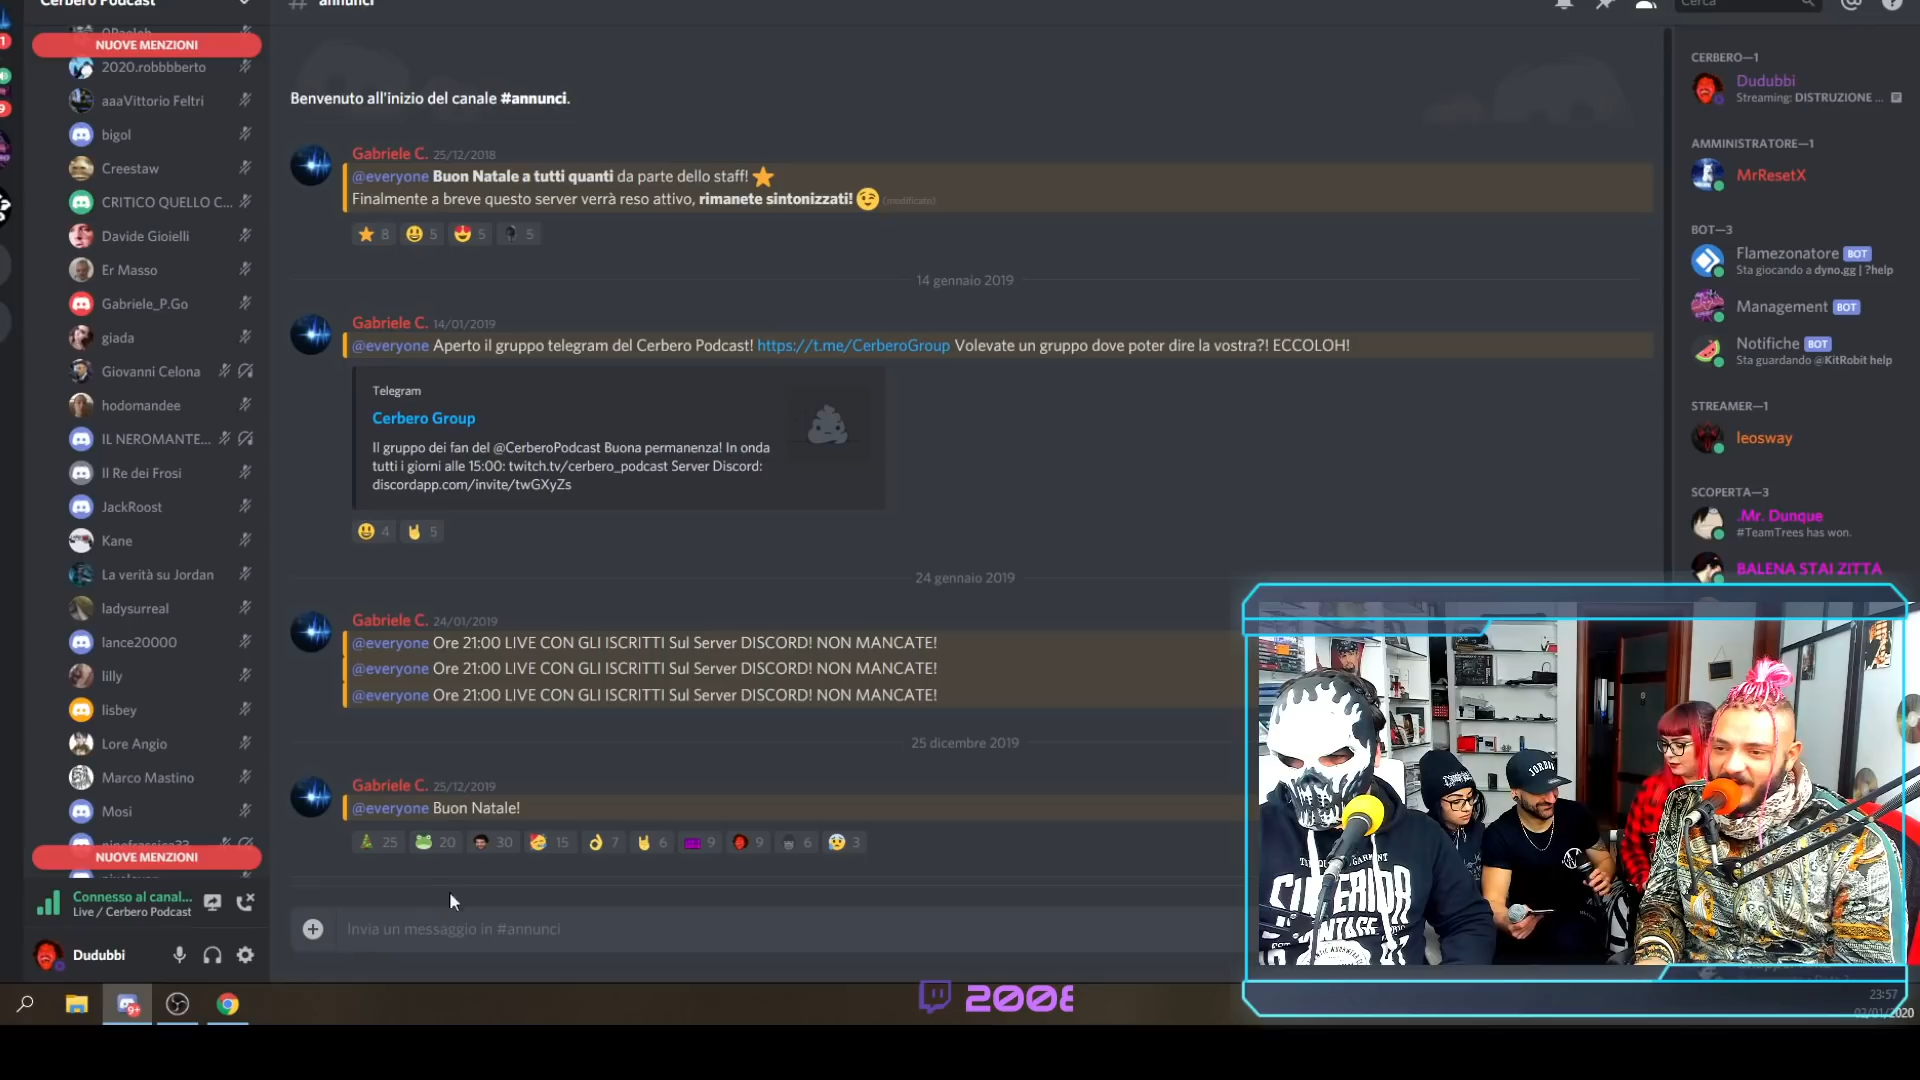 Cerbero Podcast
NUOVE MENZIONI
2020.robbbberto
aaaVittorio Feltri
bigol
Creestaw
CRITICO QUELLO C...
Davide Gioielli
Er Masso
Gabriele_P.Go
giada
Giovanni Celona
hodomandee
IL NEROMANTE...
Il Re dei Frosi
JackRoost
Kane
La verità su Jordan
ladysurreal
lance20000
lilly
lisbey
Lore Angio
Marco Mastino
Mosi
NUOVE MENZIONI
Connesso al canal...
Live / Cerbero Podcast
Dudubbi
# annunci
Cerca
Benvenuto all'inizio del canale #annunci.
Gabriele C. 25/12/2018
@everyone Buon Natale a tutti quanti da parte dello staff!
Finalmente a breve questo server verrà reso attivo, rimanete sintonizzati! (modificato)
8 5 5 5
14 gennaio 2019
Gabriele C. 14/01/2019
@everyone Aperto il gruppo telegram del Cerbero Podcast! https://t.me/CerberoGroup Volevate un gruppo dove poter dire la vostra?! ECCOLOH!
Telegram
Cerbero Group
Il gruppo dei fan del @CerberoPodcast Buona permanenza! In onda
tutti i giorni alle 15:00: twitch.tv/cerbero_podcast Server Discord:
discordapp.com/invite/twGXyZs
4 5
24 gennaio 2019
Gabriele C. 24/01/2019
@everyone Ore 21:00 LIVE CON GLI ISCRITTI Sul Server DISCORD! NON MANCATE!
@everyone Ore 21:00 LIVE CON GLI ISCRITTI Sul Server DISCORD! NON MANCATE!
@everyone Ore 21:00 LIVE CON GLI ISCRITTI Sul Server DISCORD! NON MANCATE!
25 dicembre 2019
Gabriele C. 25/12/2019
@everyone Buon Natale!
25 20 30 15 7 6 9 9 6 3
Invia un messaggio in #annunci
CERBERO—1
Dudubbi
Streaming: DISTRUZIONE ...
AMMINISTRATORE—1
MrResetX
BOT—3
Flamezonatore BOT
Sta giocando a dyno.gg | ?help
Management BOT
Notifiche BOT
Sta guardando @KitRobit help
STREAMER—1
leosway
SCOPERTA—3
.Mr. Dunque
#TeamTrees has won.
BALENA STAI ZITTA
JORDAN
SUPERIOR
VINTAGE
9+
2008
23:57
02/01/2020